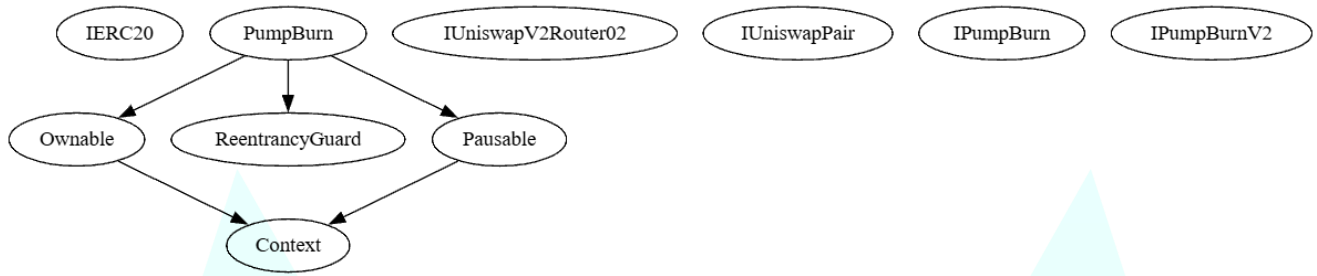 IERC20
PumpBurn
IUniswapV2Router02
IUniswapPair
IPumpBurn
IPumpBurnV2
Ownable
ReentrancyGuard
Pausable
Context